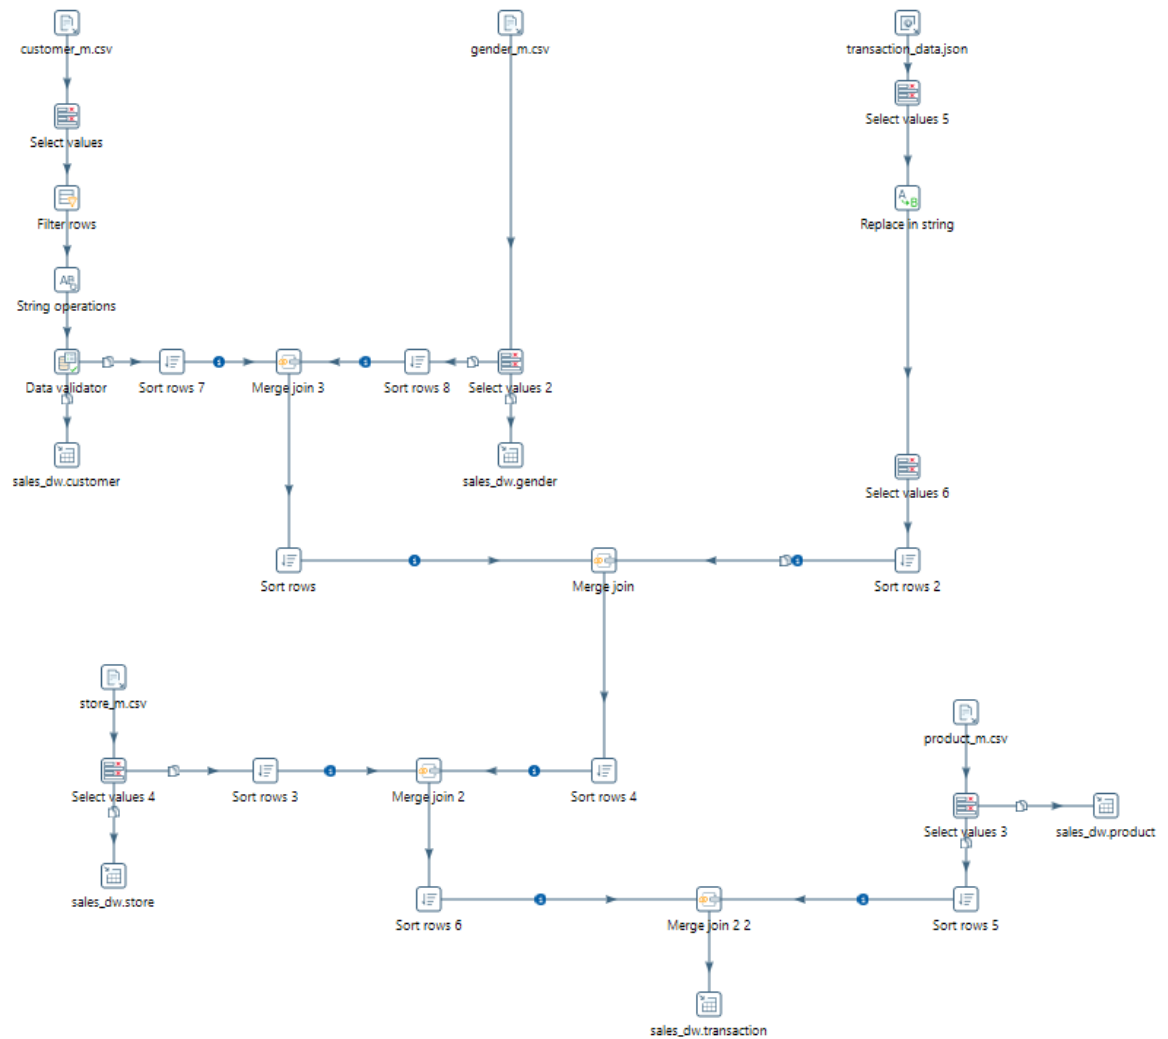 customer_m.csv
gender_m.csv
transaction_data.json
Select values
Select values 5
Filter rows
Replace in string
String operations
Data validator
Sort rows 7
Merge join 3
Sort rows 8
Select values 2
sales_dw.customer
sales_dw.gender
Select values 6
Sort rows
Merge join
Sort rows 2
store_m.csv
product_m.csv
Select values 4
Sort rows 3
Merge join 2
Sort rows 4
Select values 3
sales_dw.product
sales_dw.store
Sort rows 6
Merge join 2 2
Sort rows 5
sales_dw.transaction